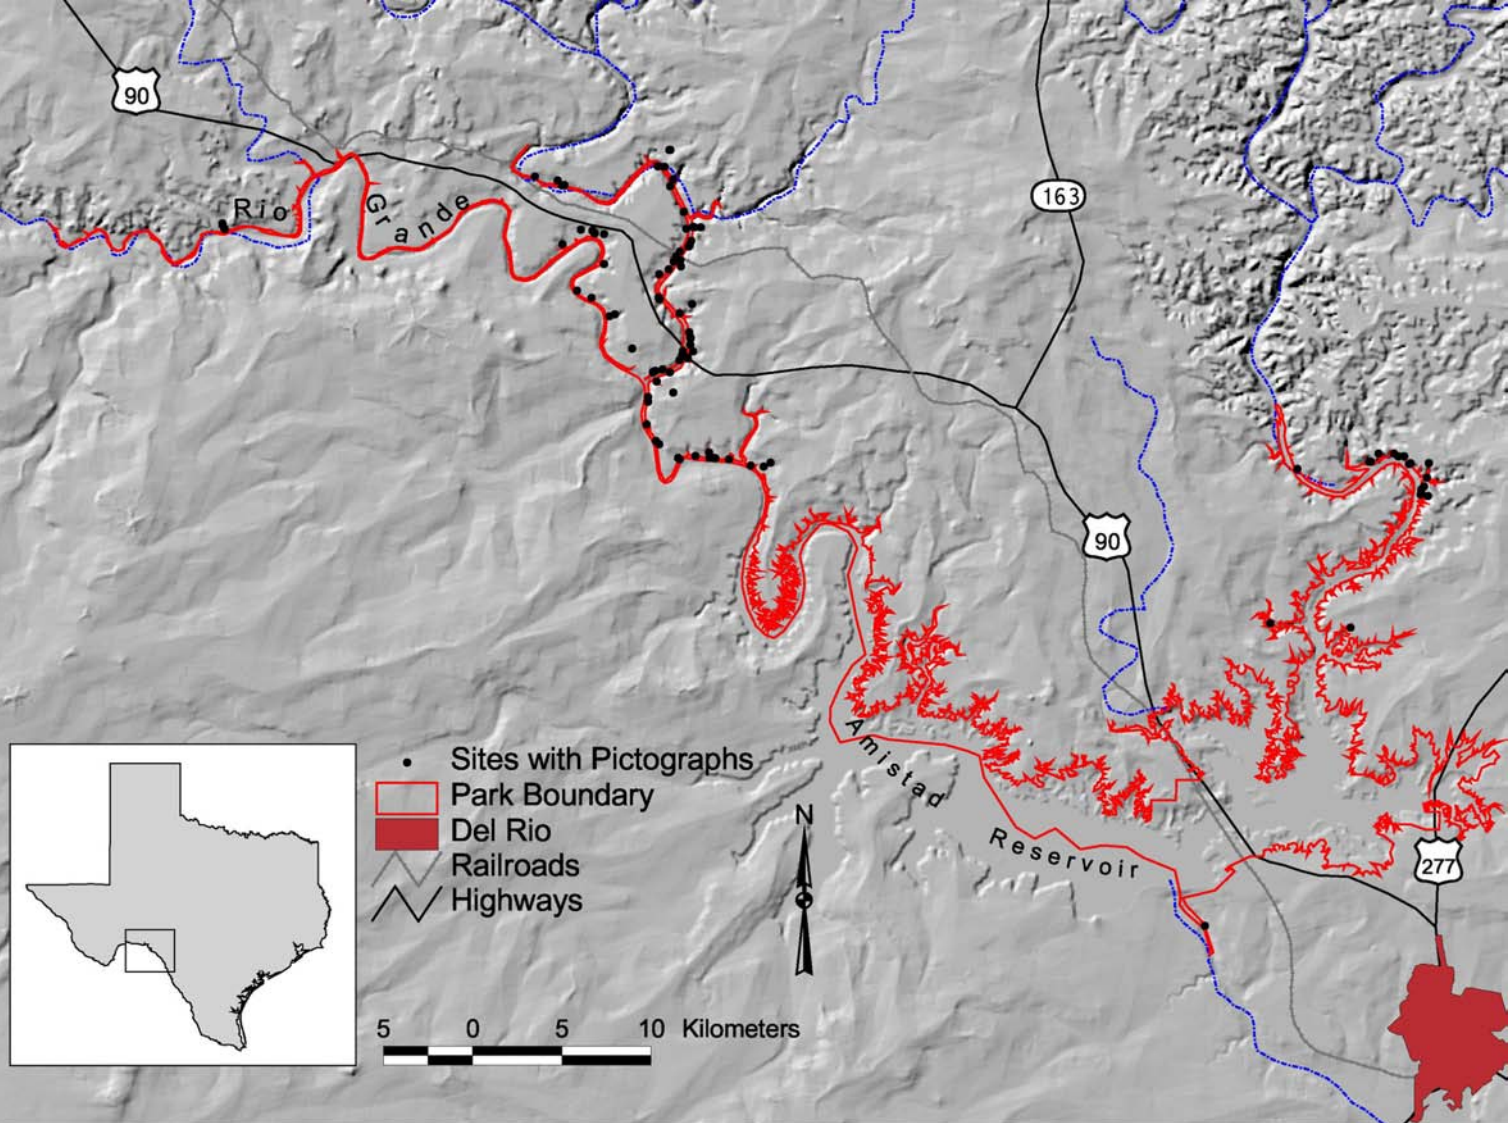 90
Rio
Grande
163
90
Amistad
Reservoir
277
Sites with Pictographs
Park Boundary
Del Rio
Railroads
Highways
N
5 0 5 10 Kilometers